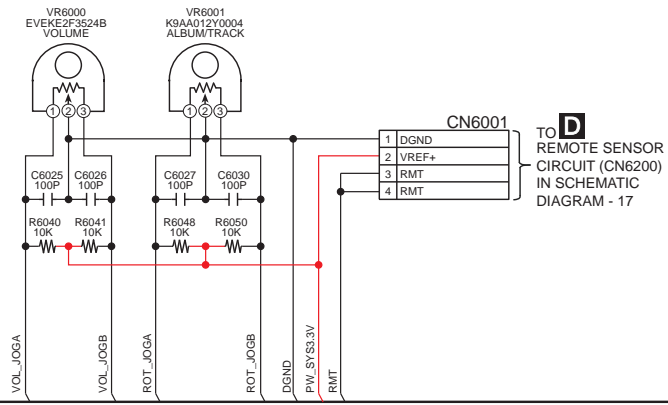 VR6000
EVEKE2F3524B
VOLUME
VR6001
K9AA012Y0004
ALBUM/TRACK
1 2 3
1 2 3
CN6001
1 DGND
2 VREF+
3 RMT
4 RMT
TO D
REMOTE SENSOR
CIRCUIT (CN6200)
IN SCHEMATIC
DIAGRAM - 17
C6025
100P
C6026
100P
C6027
100P
C6030
100P
R6040
10K
R6041
10K
R6048
10K
R6050
10K
VOL_JOGA
VOL_JOGB
ROT_JOGA
ROT_JOGB
DGND
PW_SYS3.3V
RMT